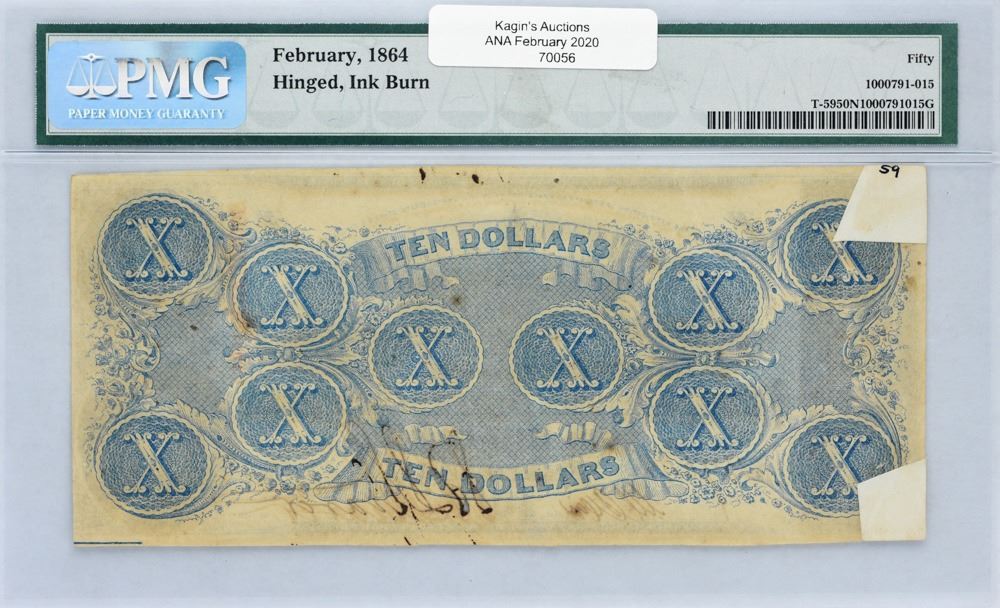 Kagin's Auctions
ANA February 2020
70056
PMG
PAPER MONEY GUARANTY
February, 1864
Hinged, Ink Burn
Fifty
1000791-015
T-5950N1000791015G
59
TEN DOLLARS
X X X X
X X
X X X X
TEN DOLLARS